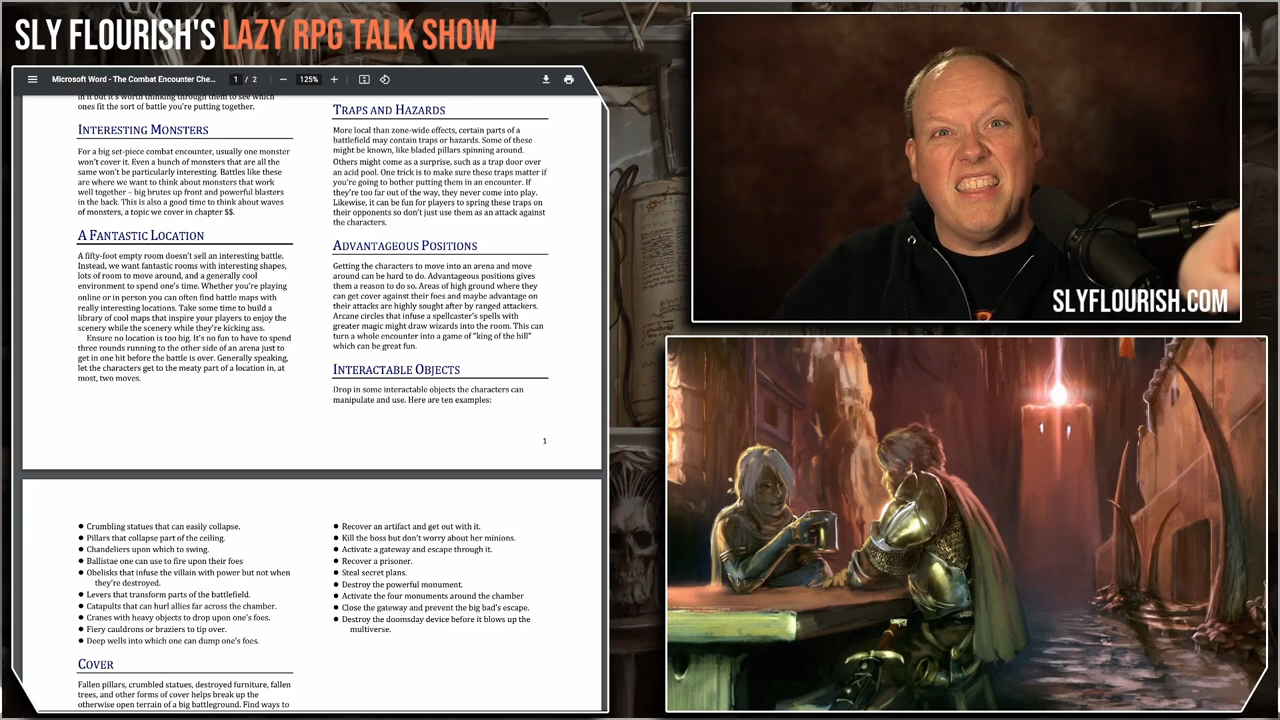 SLY FLOURISH'S LAZY RPG TALK SHOW
Microsoft Word - The Combat Encounter Che...
1 / 2
125%
in it but it's worth thinking through them to see which
ones fit the sort of battle you're putting together.
INTERESTING MONSTERS
For a big set-piece combat encounter, usually one monster
won't cover it. Even a bunch of monsters that are all the
same won't be particularly interesting. Battles like these
are where we want to think about monsters that work
well together – big brutes up front and powerful blasters
in the back. This is also a good time to think about waves
of monsters, a topic we cover in chapter $$.
A FANTASTIC LOCATION
A fifty-foot empty room doesn't sell an interesting battle.
Instead, we want fantastic rooms with interesting shapes,
lots of room to move around, and a generally cool
environment to spend one's time. Whether you're playing
online or in person you can often find battle maps with
really interesting locations. Take some time to build a
library of cool maps that inspire your players to enjoy the
scenery while the scenery while they're kicking ass.
Ensure no location is too big. It's no fun to have to spend
three rounds running to the other side of an arena just to
get in one hit before the battle is over. Generally speaking,
let the characters get to the meaty part of a location in, at
most, two moves.
TRAPS AND HAZARDS
More local than zone-wide effects, certain parts of a
battlefield may contain traps or hazards. Some of these
might be known, like bladed pillars spinning around.
Others might come as a surprise, such as a trap door over
an acid pool. One trick is to make sure these traps matter if
you're going to bother putting them in an encounter. If
they're too far out of the way, they never come into play.
Likewise, it can be fun for players to spring these traps on
their opponents so don't just use them as an attack against
the characters.
ADVANTAGEOUS POSITIONS
Getting the characters to move into an arena and move
around can be hard to do. Advantageous positions gives
them a reason to do so. Areas of high ground where they
can get cover against their foes and maybe advantage on
their attacks are highly sought after by ranged attackers.
Arcane circles that infuse a spellcaster's spells with
greater magic might draw wizards into the room. This can
turn a whole encounter into a game of "king of the hill"
which can be great fun.
INTERACTABLE OBJECTS
Drop in some interactable objects the characters can
manipulate and use. Here are ten examples:
1
● Crumbling statues that can easily collapse.
● Pillars that collapse part of the ceiling.
● Chandeliers upon which to swing.
● Ballistae one can use to fire upon their foes
● Obelisks that infuse the villain with power but not when
they're destroyed.
● Levers that transform parts of the battlefield.
● Catapults that can hurl allies far across the chamber.
● Cranes with heavy objects to drop upon one's foes.
● Fiery cauldrons or braziers to tip over.
● Deep wells into which one can dump one's foes.
COVER
Fallen pillars, crumbled statues, destroyed furniture, fallen
trees, and other forms of cover helps break up the
otherwise open terrain of a big battleground. Find ways to
● Recover an artifact and get out with it.
● Kill the boss but don't worry about her minions.
● Activate a gateway and escape through it.
● Recover a prisoner.
● Steal secret plans.
● Destroy the powerful monument.
● Activate the four monuments around the chamber
● Close the gateway and prevent the big bad's escape.
● Destroy the doomsday device before it blows up the
multiverse.
SLYFLOURISH.COM